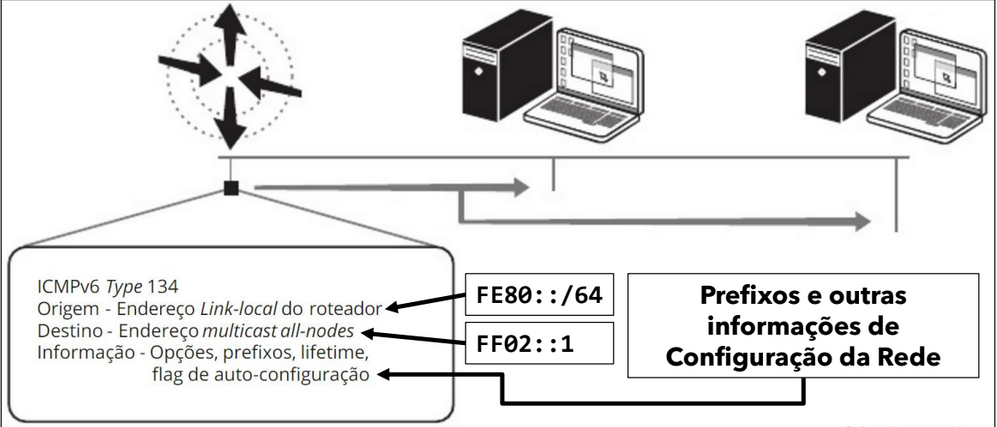 ICMPv6 Type 134
Origem - Endereço Link-local do roteador
Destino - Endereço multicast all-nodes
Informação - Opções, prefixos, lifetime,
flag de auto-configuração
FE80::/64
FF02::1
Prefixos e outras
informações de
Configuração da Rede